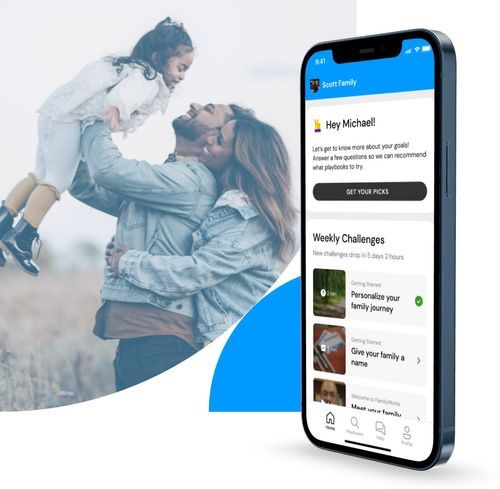 9:41
Scott Family
Hey Michael!
Let's get to know more about your goals!
Answer a few questions so we can recommend
what playbooks to try.
GET YOUR PICKS
Weekly Challenges
New challenges drop in 5 days 2 hours
Getting Started
2 min
Personalize your
family journey
Getting Started
Give your family a
name
Welcome to FamilyWorks
Meet your family
Home
Playbooks
Help
Profile